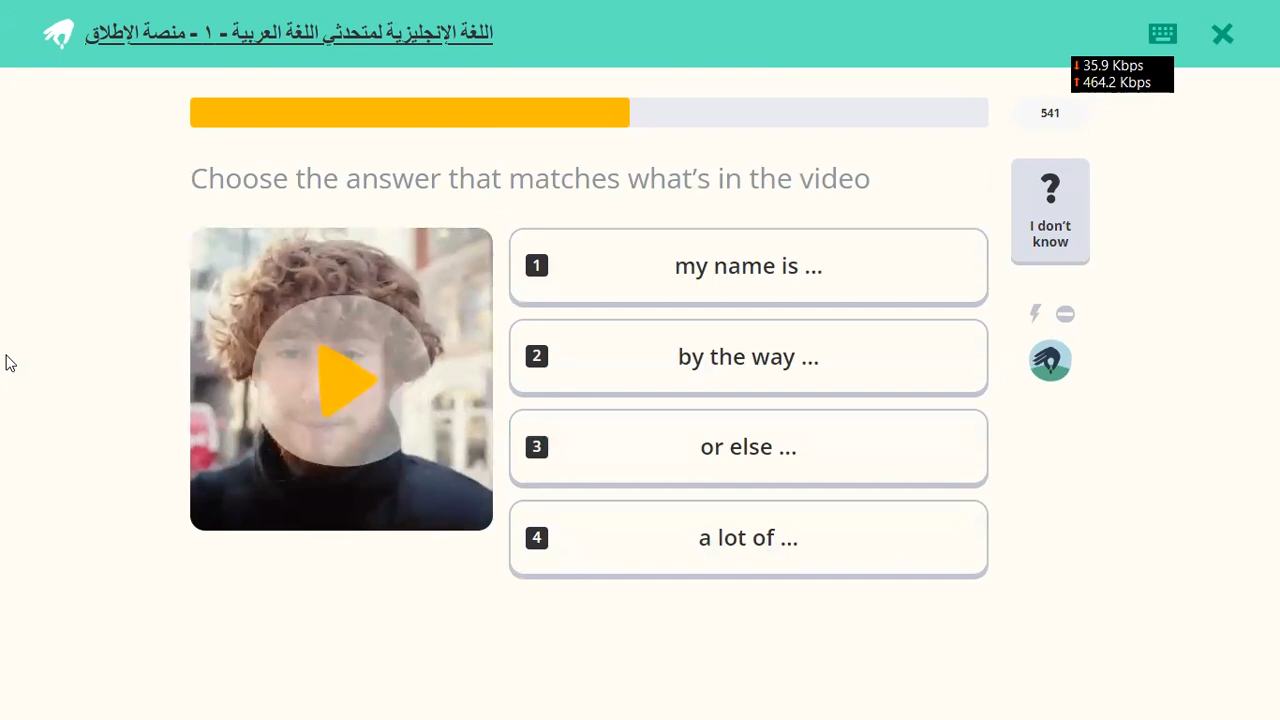 اللغة الإنجليزية لمتحدثي اللغة العربية - ١ - منصة الإطلاق
35.9 Kbps
464.2 Kbps
541
Choose the answer that matches what’s in the video
?
I don’t
know
1 my name is ...
2 by the way ...
3 or else ...
4 a lot of ...